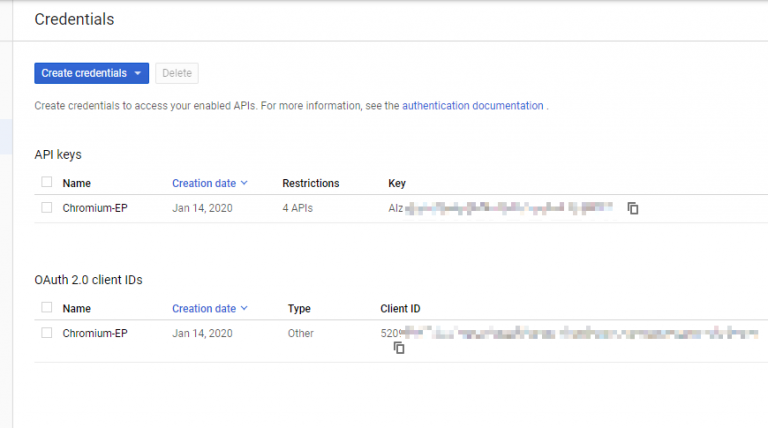 Credentials
Create credentials Delete
Create credentials to access your enabled APIs. For more information, see the authentication documentation .
API keys
Name Creation date Restrictions Key
Chromium-EP Jan 14, 2020 4 APIs AIz
OAuth 2.0 client IDs
Name Creation date Type Client ID
Chromium-EP Jan 14, 2020 Other 520